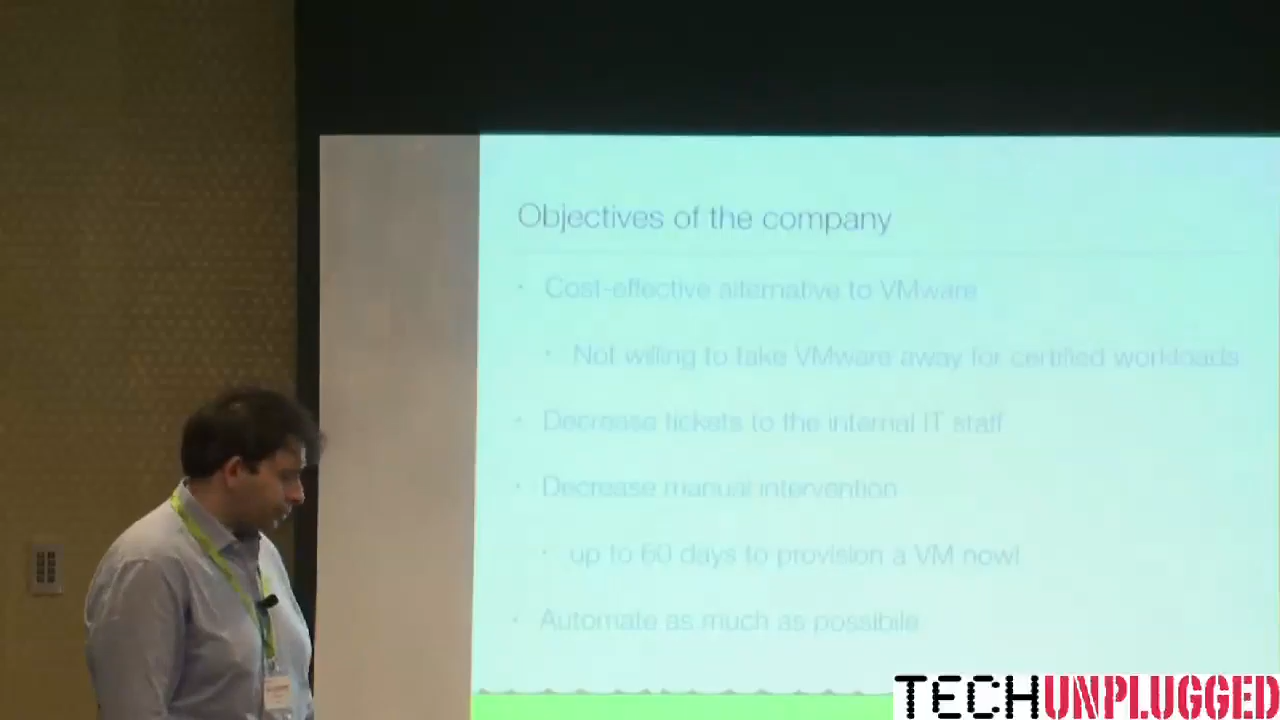 Objectives of the company
• Cost-effective alternative to VMware
• Not willing to take VMware away for certified workloads
• Decrease tickets to the internal IT staff
• Decrease manual intervention
• up to 60 days to provision a VM now!
• Automate as much as possibile
TECHUNPLUGGED